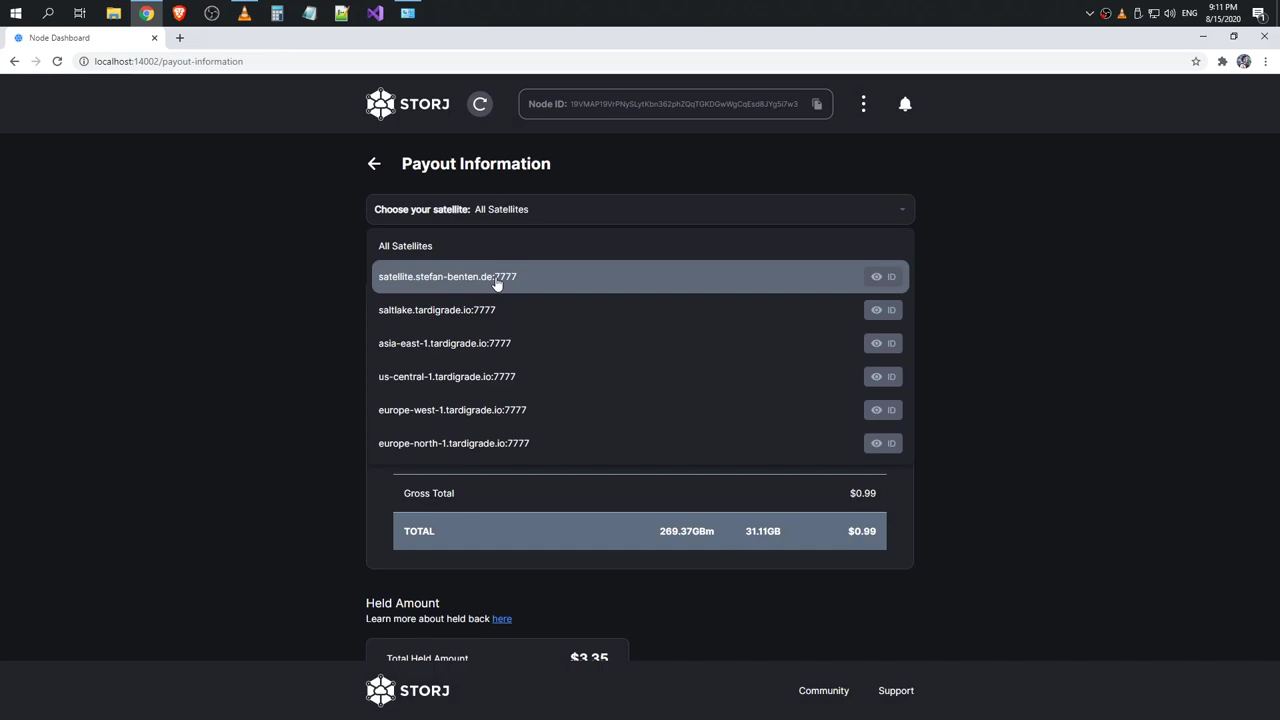 ENG
9:11 PM
8/15/2020
Node Dashboard
localhost:14002/payout-information
STORJ
Node ID: 19VMAP19VrPNySLytKbn362phZQqTGKDGwWgCqEsd8JYg5i7w3
Payout Information
Choose your satellite: All Satellites
All Satellites
satellite.stefan-benten.de:7777 ID
saltlake.tardigrade.io:7777 ID
asia-east-1.tardigrade.io:7777 ID
us-central-1.tardigrade.io:7777 ID
europe-west-1.tardigrade.io:7777 ID
europe-north-1.tardigrade.io:7777 ID
Gross Total $0.99
TOTAL 269.37GBm 31.11GB $0.99
Held Amount
Learn more about held back here
Total Held Amount $3.35
STORJ Community Support